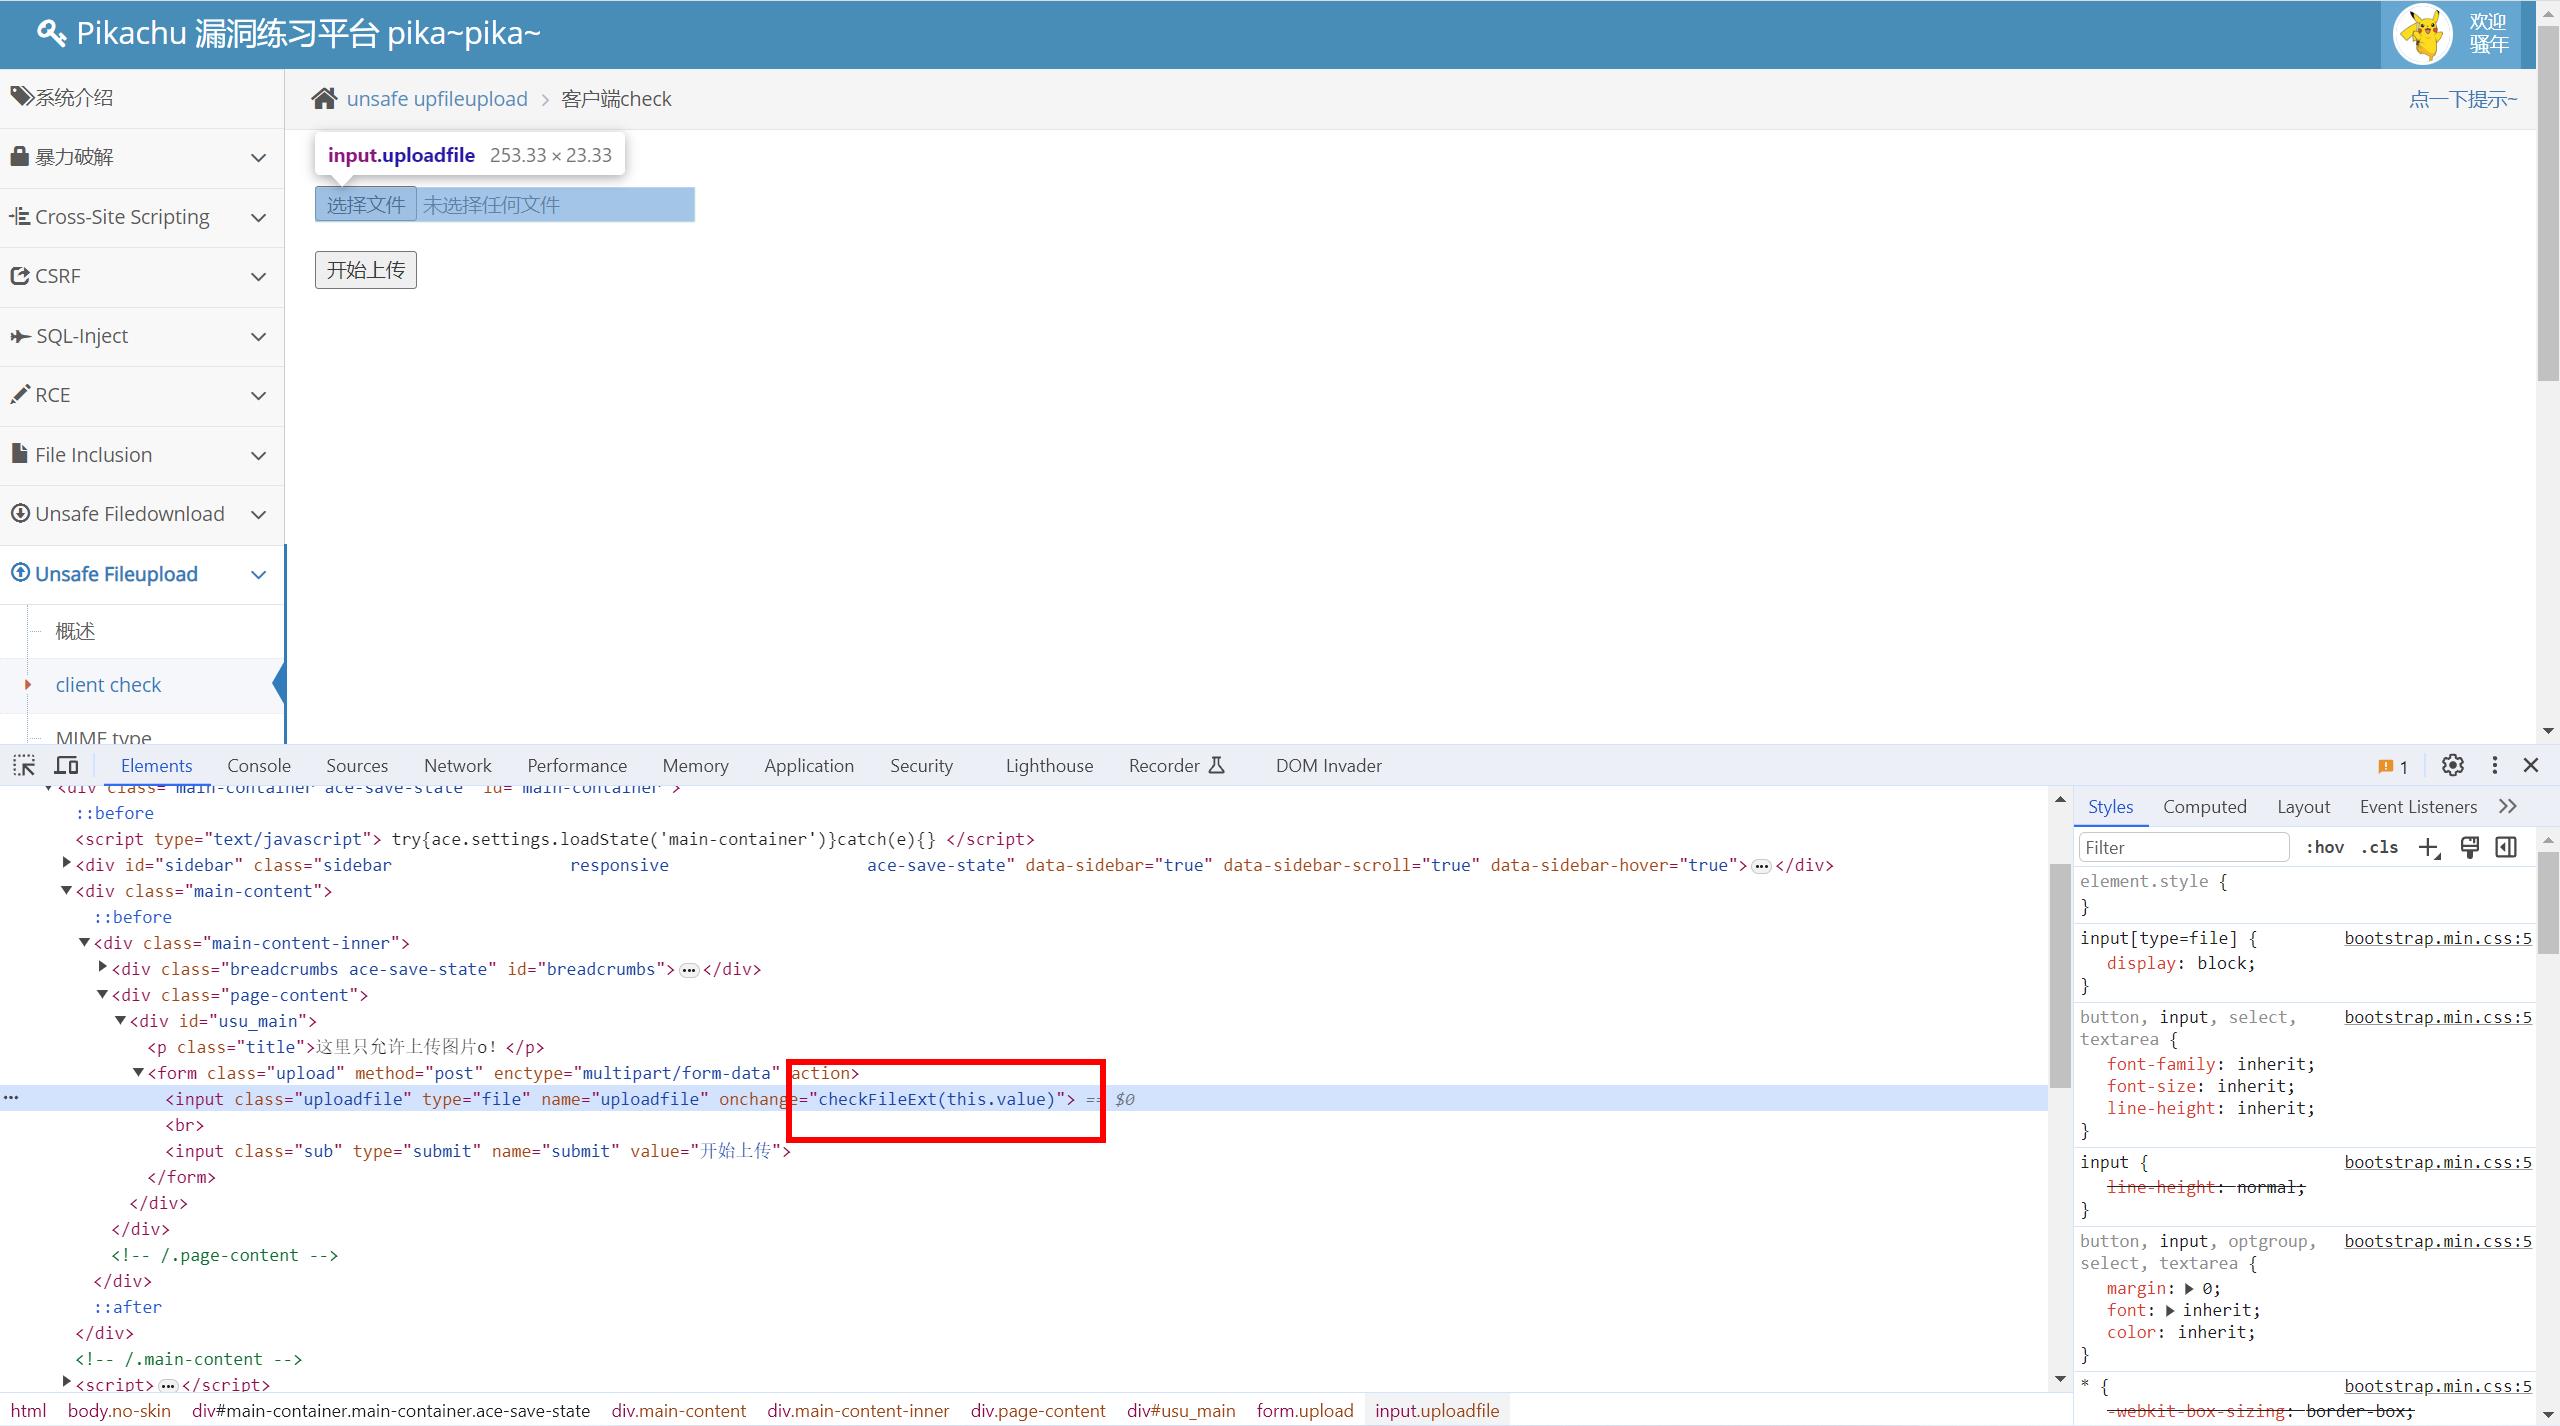 Pikachu 漏洞练习平台 pika~pika~
欢迎
骚年
系统介绍
暴力破解
Cross-Site Scripting
CSRF
SQL-Inject
RCE
File Inclusion
Unsafe Filedownload
Unsafe Fileupload
概述
client check
MIME type
unsafe upfileupload > 客户端check
点一下提示~
input.uploadfile 253.33 × 23.33
选择文件 未选择任何文件
开始上传
Elements Console Sources Network Performance Memory Application Security Lighthouse Recorder DOM Invader
1
<div class="main-container ace-save-state" id="main-container">
::before
<script type="text/javascript"> try{ace.settings.loadState('main-container')}catch(e){} </script>
<div id="sidebar" class="sidebar responsive ace-save-state" data-sidebar="true" data-sidebar-scroll="true" data-sidebar-hover="true">…</div>
<div class="main-content">
::before
<div class="main-content-inner">
<div class="breadcrumbs ace-save-state" id="breadcrumbs">…</div>
<div class="page-content">
<div id="usu_main">
<p class="title">这里只允许上传图片o！</p>
<form class="upload" method="post" enctype="multipart/form-data" action>
<input class="uploadfile" type="file" name="uploadfile" onchange="checkFileExt(this.value)"> == $0
<br>
<input class="sub" type="submit" name="submit" value="开始上传">
</form>
</div>
</div>
<!-- /.page-content -->
</div>
::after
</div>
<!-- /.main-content -->
<script>…</script>
html body.no-skin div#main-container.main-container.ace-save-state div.main-content div.main-content-inner div.page-content div#usu_main form.upload input.uploadfile
Styles Computed Layout Event Listeners
Filter :hov .cls
element.style {
}
input[type=file] { bootstrap.min.css:5
display: block;
}
button, input, select, bootstrap.min.css:5
textarea {
font-family: inherit;
font-size: inherit;
line-height: inherit;
}
input { bootstrap.min.css:5
line-height: normal;
}
button, input, optgroup, bootstrap.min.css:5
select, textarea {
margin: 0;
font: inherit;
color: inherit;
}
* { bootstrap.min.css:5
-webkit-box-sizing: border-box;